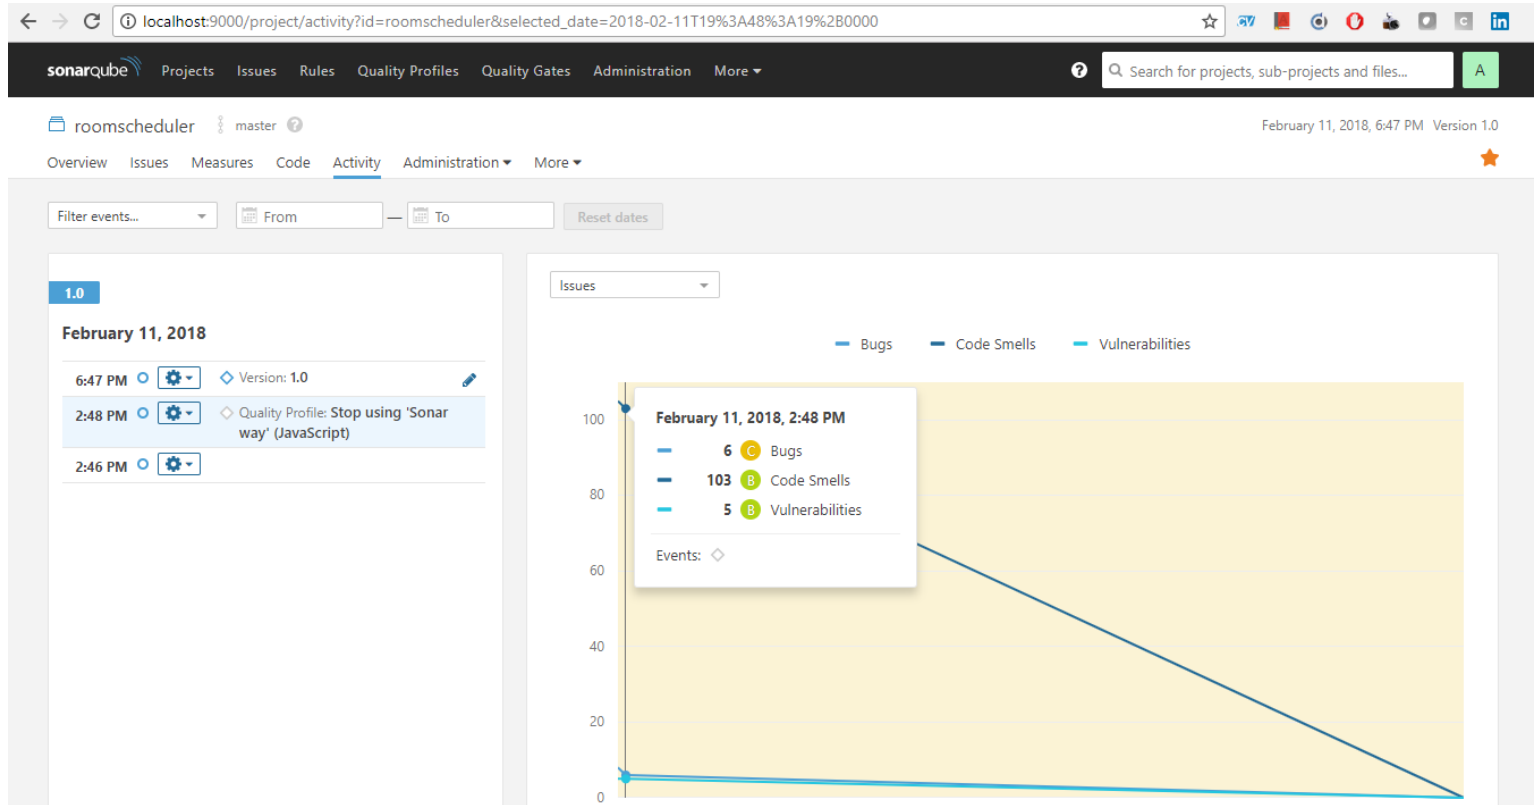 localhost:9000/project/activity?id=roomscheduler&selected_date=2018-02-11T19%3A48%3A19%2B0000
sonarqube Projects Issues Rules Quality Profiles Quality Gates Administration More ? Search for projects, sub-projects and files... A
roomscheduler master ? February 11, 2018, 6:47 PM Version 1.0
Overview Issues Measures Code Activity Administration More
Filter events... From — To Reset dates
1.0
February 11, 2018
6:47 PM Version: 1.0
2:48 PM Quality Profile: Stop using 'Sonar
way' (JavaScript)
2:46 PM
Issues
Bugs Code Smells Vulnerabilities
100
80
60
40
20
0
February 11, 2018, 2:48 PM
6 C Bugs
103 B Code Smells
5 B Vulnerabilities
Events: